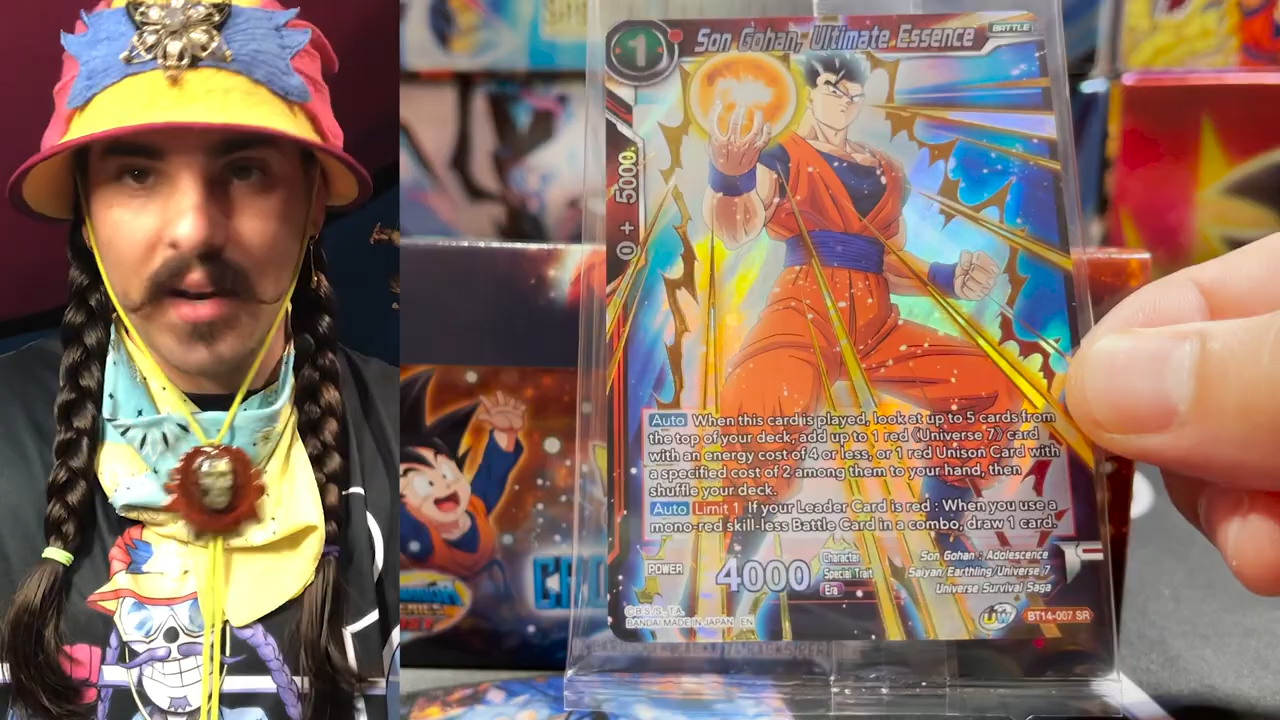 1
Son Gohan, Ultimate Essence
BATTLE
0 + 5000
Auto When this card is played, look at up to 5 cards from
the top of your deck, add up to 1 red 《Universe 7》 card
with an energy cost of 4 or less, or 1 red Unison Card with
a specified cost of 2 among them to your hand, then
shuffle your deck.
Auto Limit 1 If your Leader Card is red : When you use a
mono-red skill-less Battle Card in a combo, draw 1 card.
POWER
4000
Character
Son Gohan : Adolescence
Special Trait
Saiyan/Earthling/Universe 7
Era
Universe Survival Saga
©B.S./S., T.A.
BANDAI MADE IN JAPAN EN
UW
BT14-007 SR